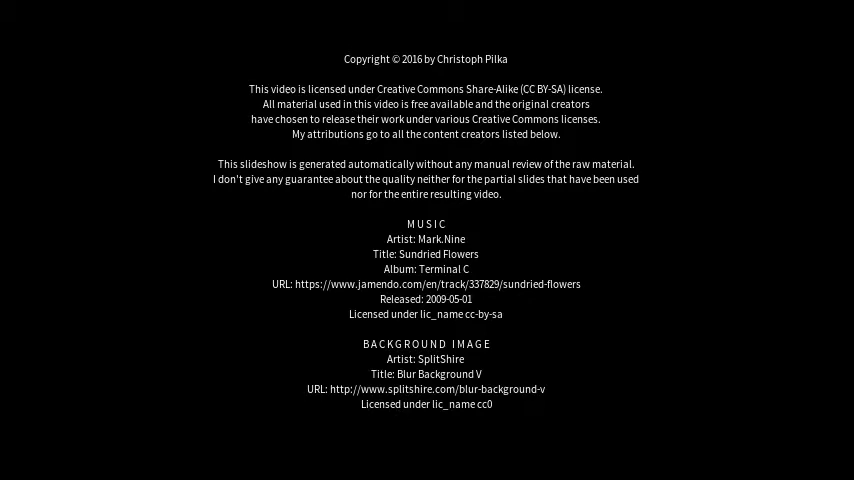 Copyright © 2016 by Christoph Pilka
This video is licensed under Creative Commons Share-Alike (CC BY-SA) license.
All material used in this video is free available and the original creators
have chosen to release their work under various Creative Commons licenses.
My attributions go to all the content creators listed below.
This slideshow is generated automatically without any manual review of the raw material.
I don't give any guarantee about the quality neither for the partial slides that have been used
nor for the entire resulting video.
MUSIC
Artist: Mark.Nine
Title: Sundried Flowers
Album: Terminal C
URL: https://www.jamendo.com/en/track/337829/sundried-flowers
Released: 2009-05-01
Licensed under lic_name cc-by-sa
BACKGROUND IMAGE
Artist: SplitShire
Title: Blur Background V
URL: http://www.splitshire.com/blur-background-v
Licensed under lic_name cc0